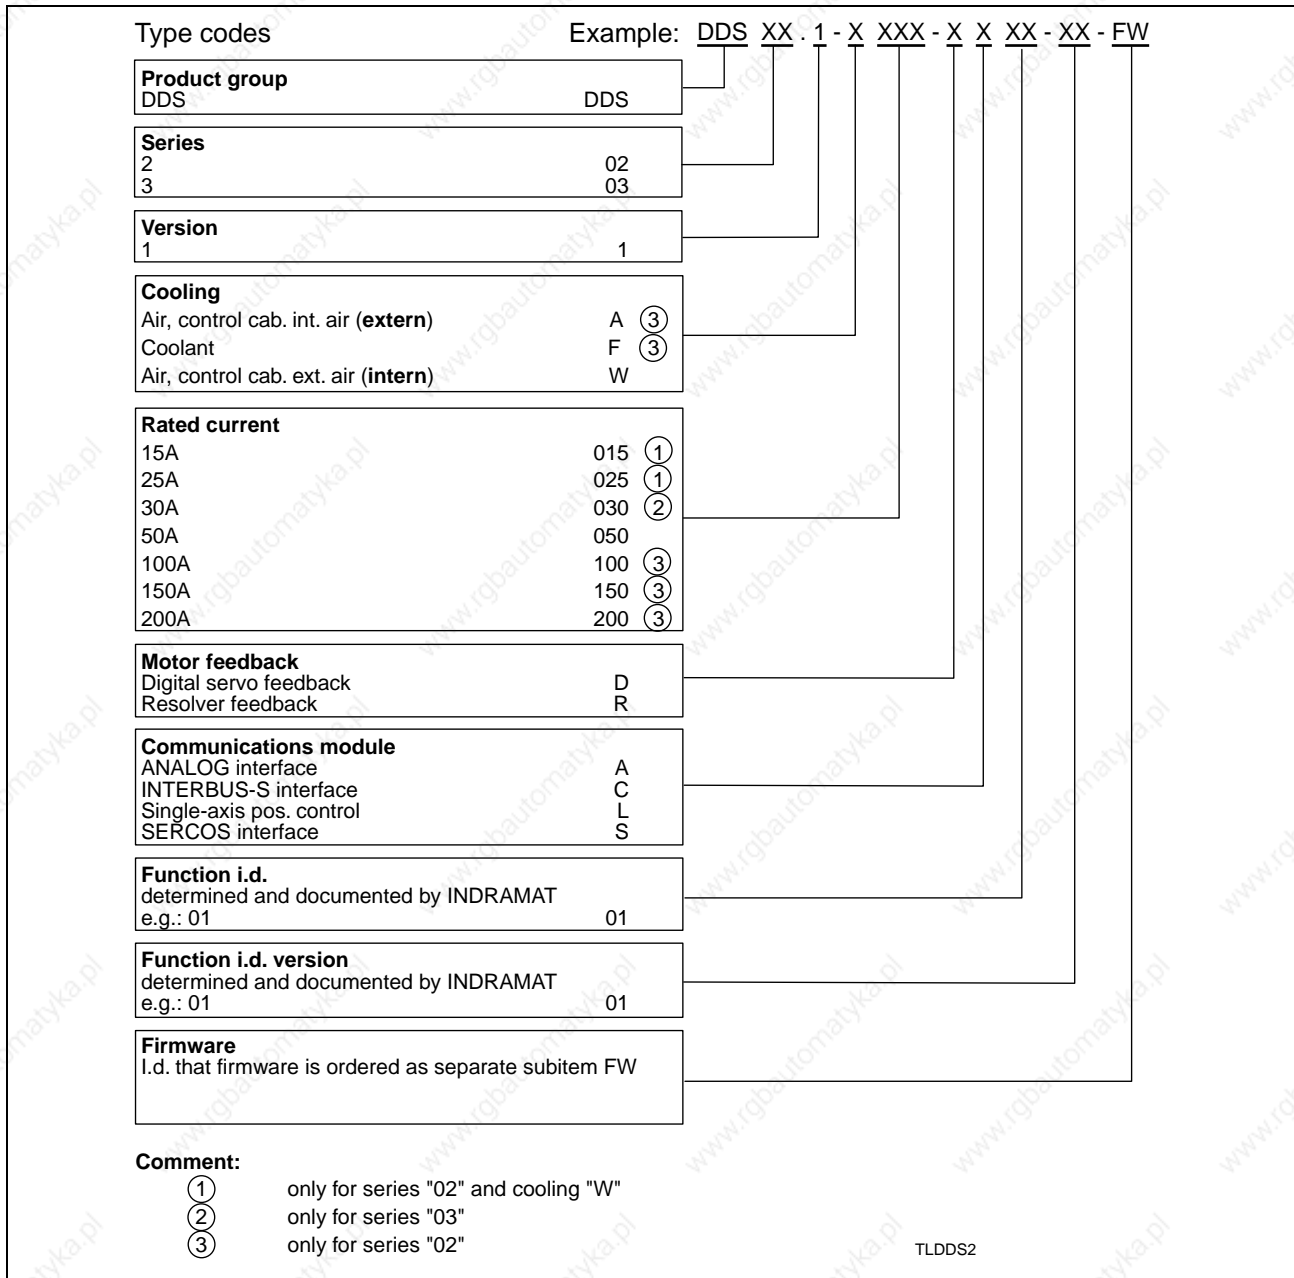 Type codes Example: DDS XX . 1 - X XXX - X X XX - XX - FW
Product group
DDS DDS
Series
2 02
3 03
Version
1 1
Cooling
Air, control cab. int. air (extern) A 3
Coolant F 3
Air, control cab. ext. air (intern) W
Rated current
15A 015 1
25A 025 1
30A 030 2
50A 050
100A 100 3
150A 150 3
200A 200 3
Motor feedback
Digital servo feedback D
Resolver feedback R
Communications module
ANALOG interface A
INTERBUS-S interface C
Single-axis pos. control L
SERCOS interface S
Function i.d.
determined and documented by INDRAMAT
e.g.: 01 01
Function i.d. version
determined and documented by INDRAMAT
e.g.: 01 01
Firmware
I.d. that firmware is ordered as separate subitem FW
Comment:
1 only for series "02" and cooling "W"
2 only for series "03"
3 only for series "02"
TLDDS2
www.rgbautomatyka.pl